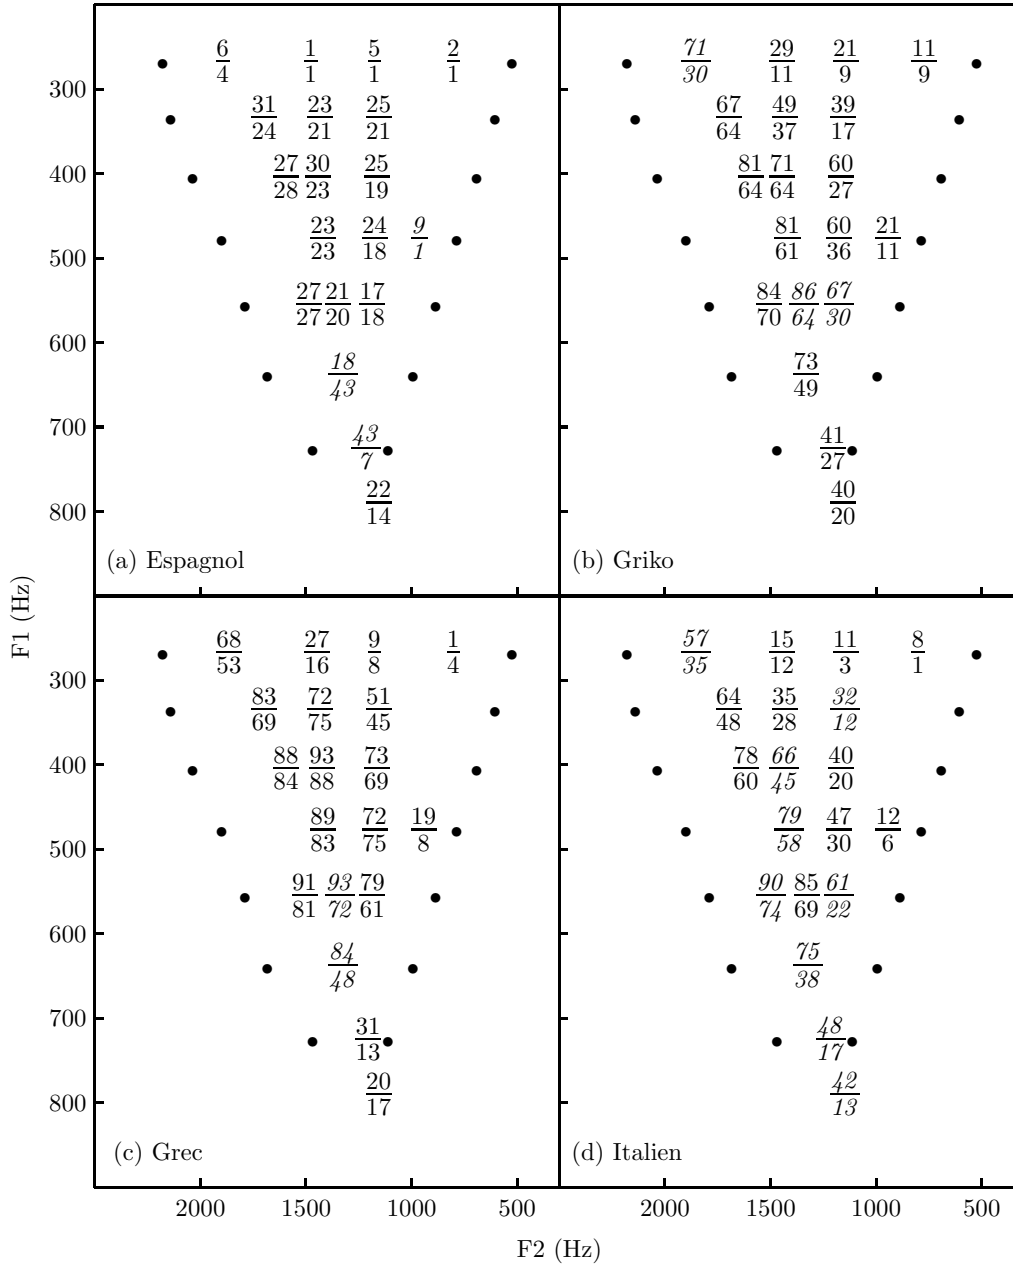 6/4 1/1 5/1 2/1
300
31/24 23/21 25/21
400
27/28 30/23 25/19
23/23 24/18 9/1
500
27/27 21/20 17/18
600
18/43
700
43/7
22/14
800
(a) Espagnol
71/30 29/11 21/9 11/9
67/64 49/37 39/17
81/64 71/64 60/27
81/61 60/36 21/11
84/70 86/64 67/30
73/49
41/27
40/20
(b) Griko
F1 (Hz)
68/53 27/16 9/8 1/4
300
83/69 72/75 51/45
400
88/84 93/88 73/69
89/83 72/75 19/8
500
91/81 93/72 79/61
600
84/48
700
31/13
20/17
800
(c) Grec
57/35 15/12 11/3 8/1
64/48 35/28 32/12
78/60 66/45 40/20
79/58 47/30 12/6
90/74 85/69 61/22
75/38
48/17
42/13
(d) Italien
2000 1500 1000 500 2000 1500 1000 500
F2 (Hz)